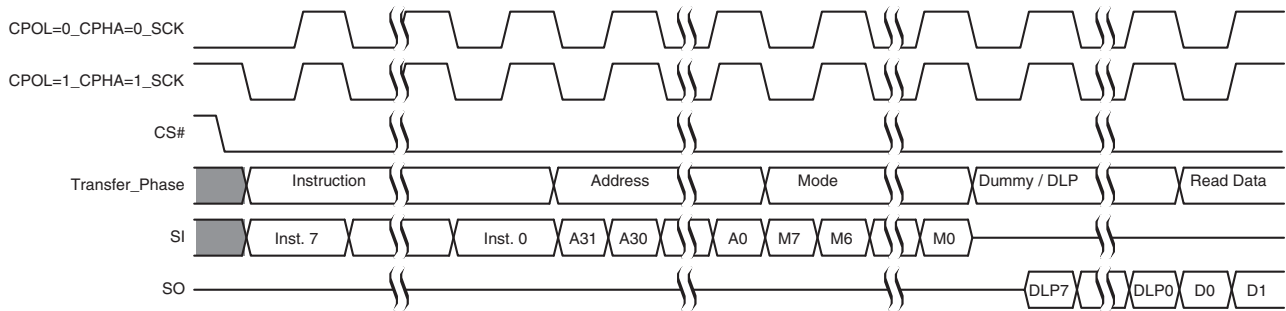 CPOL=0_CPHA=0_SCK
CPOL=1_CPHA=1_SCK
CS#
Transfer_Phase Instruction Address Mode Dummy / DLP Read Data
SI Inst. 7 Inst. 0 A31 A30 A0 M7 M6 M0
SO DLP7 DLP0 D0 D1